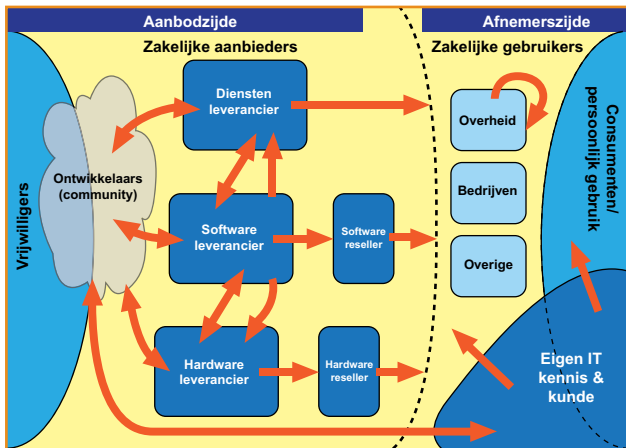 Aanbodzijde
Afnemerszijde
Zakelijke aanbieders
Zakelijke gebruikers
Vrijwilligers
Ontwikkelaars
(community)
Diensten
leverancier
Software
leverancier
Software
reseller
Hardware
leverancier
Hardware
reseller
Overheid
Bedrijven
Overige
Consumenten/
persoonlijk gebruik
Eigen IT
kennis &
kunde